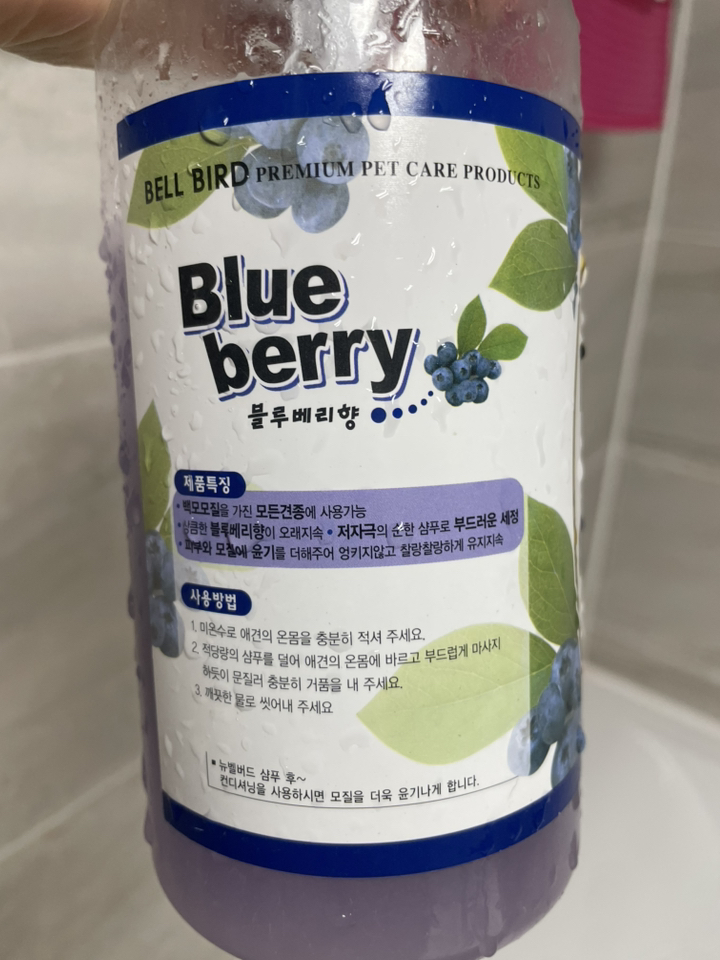 BELL BIRD PREMIUM PET CARE PRODUCTS
Blue
berry
블루베리향
제품특징
• 백모모질을 가진 모든견종에 사용가능
• 상큼한 블루베리향이 오래지속 • 저자극의 순한 샴푸로 부드러운 세정
• 피부와 모질에 윤기를 더해주어 엉키지않고 찰랑찰랑하게 유지지속
사용방법
1. 미온수로 애견의 온몸을 충분히 적셔 주세요.
2. 적당량의 샴푸를 덜어 애견의 온몸에 바르고 부드럽게 마사지
하듯이 문질러 충분히 거품을 내 주세요.
3. 깨끗한 물로 씻어내 주세요
▪ 뉴벨버드 샴푸 후~
컨디셔닝을 사용하시면 모질을 더욱 윤기나게 합니다.